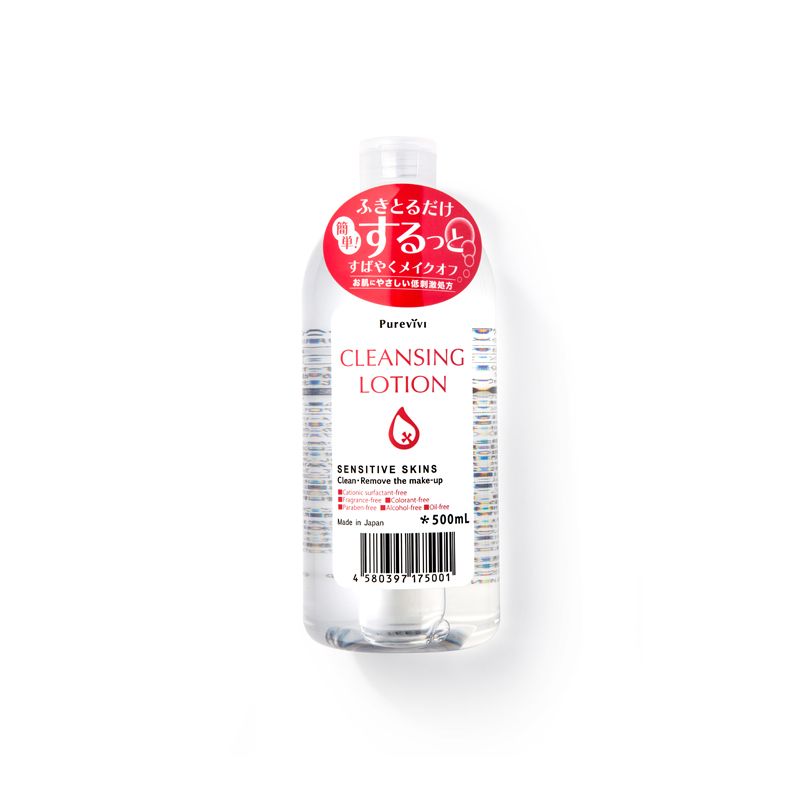 ふきとるだけ
簡単!
するっと
すばやくメイクオフ
お肌にやさしい低刺激処方
Purevivi
CLEANSING
LOTION
SENSITIVE SKINS
Clean・Remove the make-up
■Cationic surfactant-free
■Fragrance-free ■Colorant-free
■Paraben-free ■Alcohol-free ■Oil-free
Made in Japan *500mL
4 580397 175001